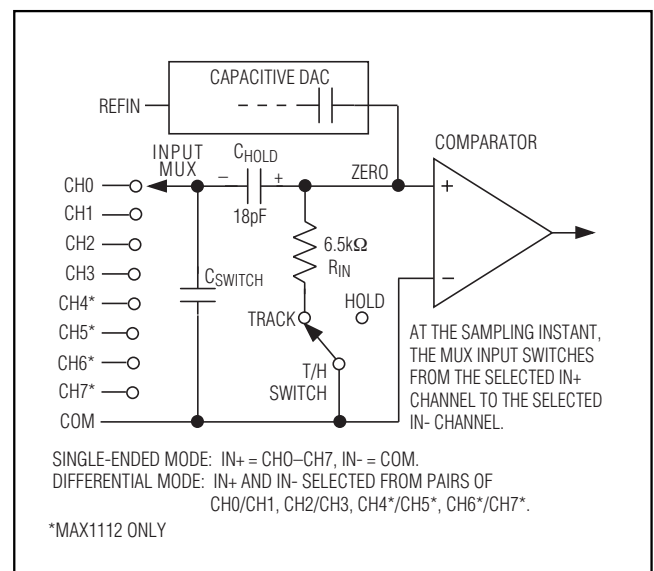 CAPACITIVE DAC
REFIN
COMPARATOR
INPUT
MUX
CHOLD
ZERO
− +
+
18pF
CH0
CH1
CH2
CH3
CH4*
CH5*
CH6*
CH7*
COM
CSWITCH
6.5kΩ
RIN
−
HOLD
TRACK
T/H
SWITCH
AT THE SAMPLING INSTANT,
THE MUX INPUT SWITCHES
FROM THE SELECTED IN+
CHANNEL TO THE SELECTED
IN- CHANNEL.
SINGLE-ENDED MODE: IN+ = CHO–CH7, IN- = COM.
DIFFERENTIAL MODE: IN+ AND IN- SELECTED FROM PAIRS OF
CH0/CH1, CH2/CH3, CH4*/CH5*, CH6*/CH7*.
*MAX1112 ONLY